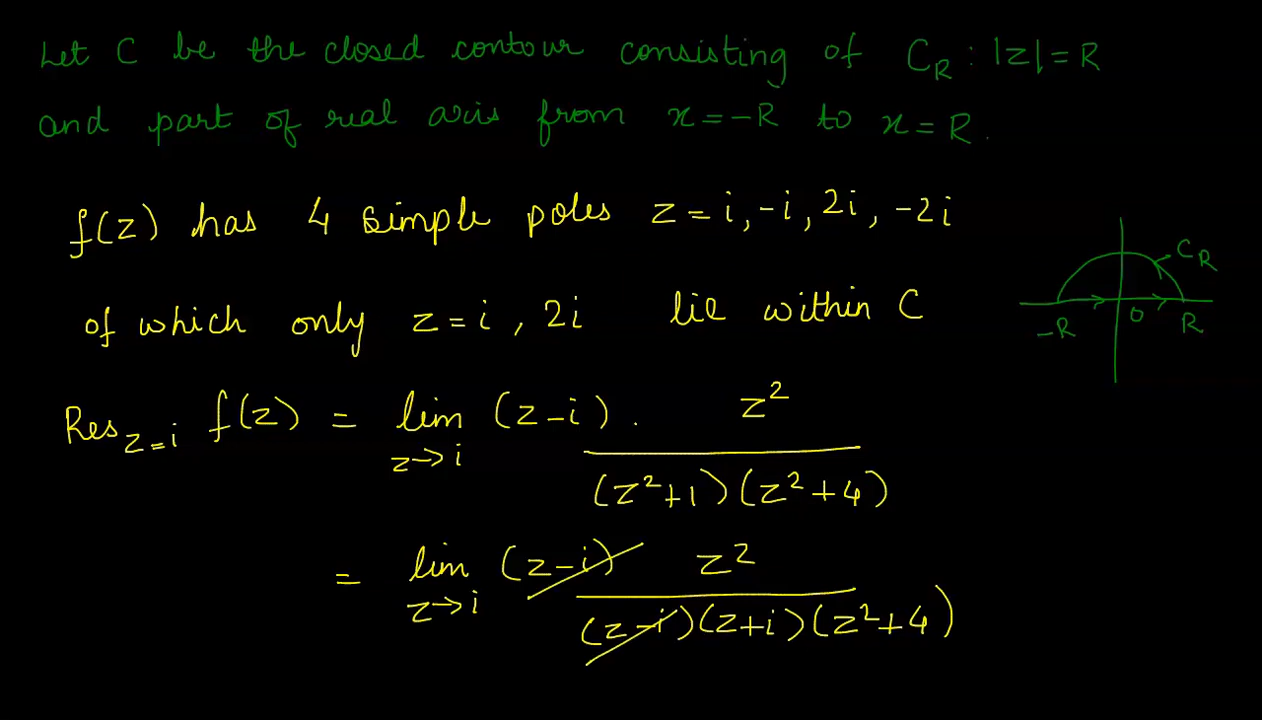 Let C be the closed contour consisting of C_R : |z| = R
and part of real axis from x = -R to x = R.
f(z) has 4 simple poles z = i, -i, 2i, -2i
of which only z = i, 2i lie within C
C_R
-R 0 R
Res_{z=i} f(z) = lim_{z→i} (z-i) . z^2 / (z^2+1)(z^2+4)
= lim_{z→i} (z-i) z^2 / (z-i)(z+i)(z^2+4)